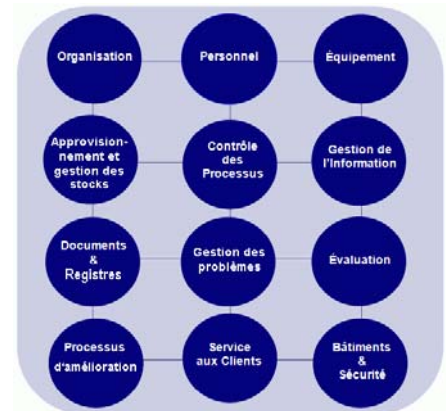 Organisation
Personnel
Équipement
Approvision-
nement et
gestion des
stocks
Contrôle
des
Processus
Gestion de
l'Information
Documents
&
Registres
Gestion des
problèmes
Évaluation
Processus
d'amélioration
Service
aux Clients
Bâtiments
&
Sécurité